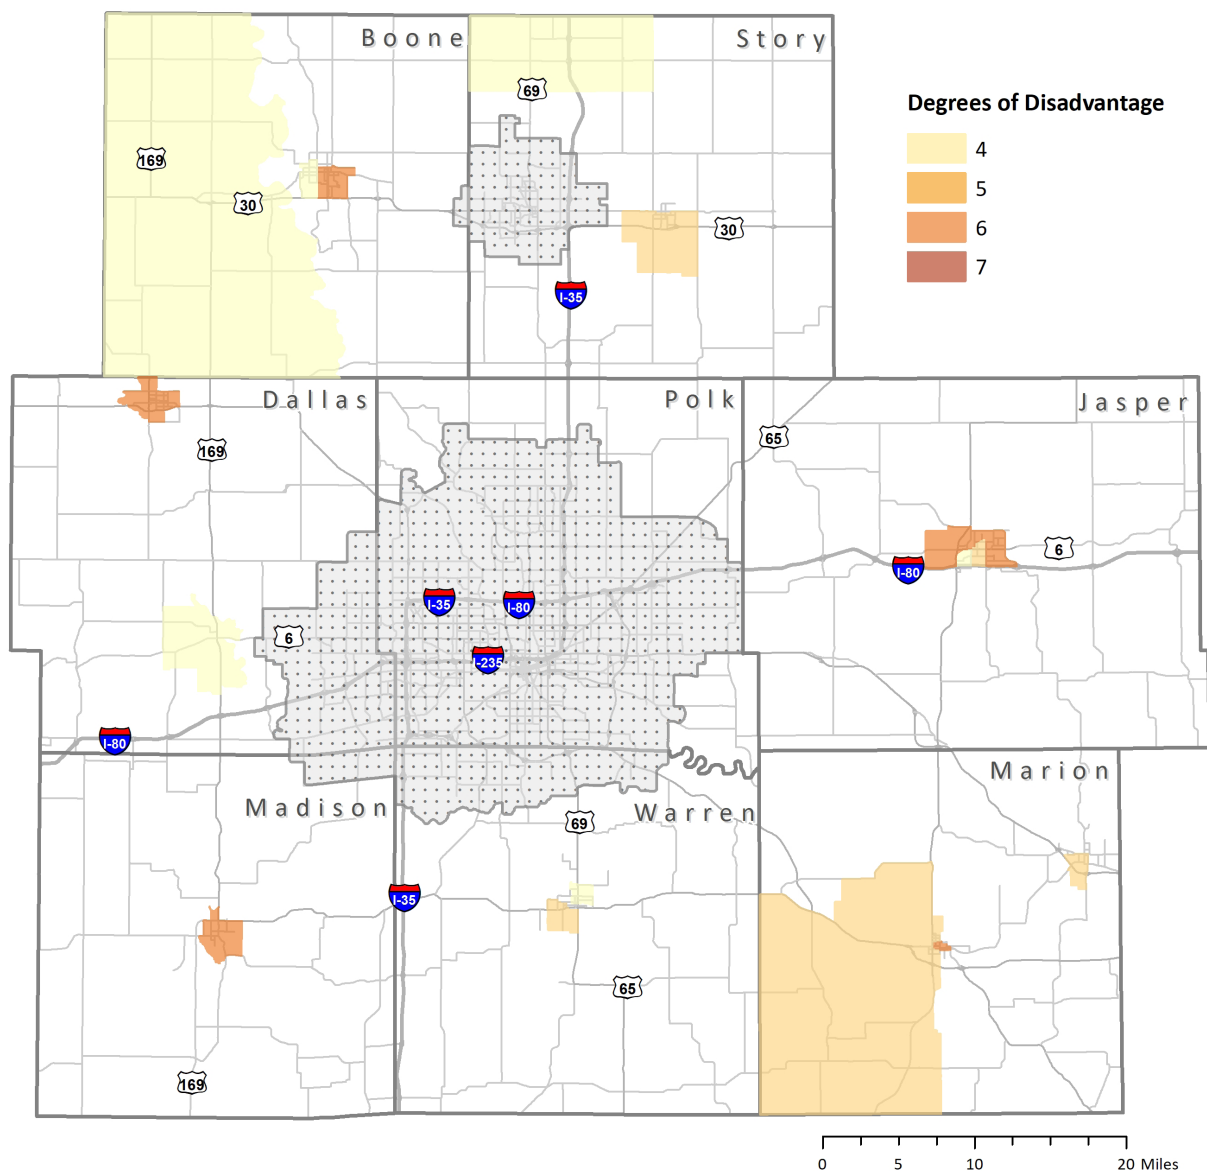 Boone
Story
69
Degrees of Disadvantage
4
169
5
30
30
6
7
I-35
Dallas
Polk
Jasper
65
169
6
I-80
I-35
I-80
6
I-235
I-80
Marion
Madison
Warren
69
I-35
65
169
0 5 10 20 Miles